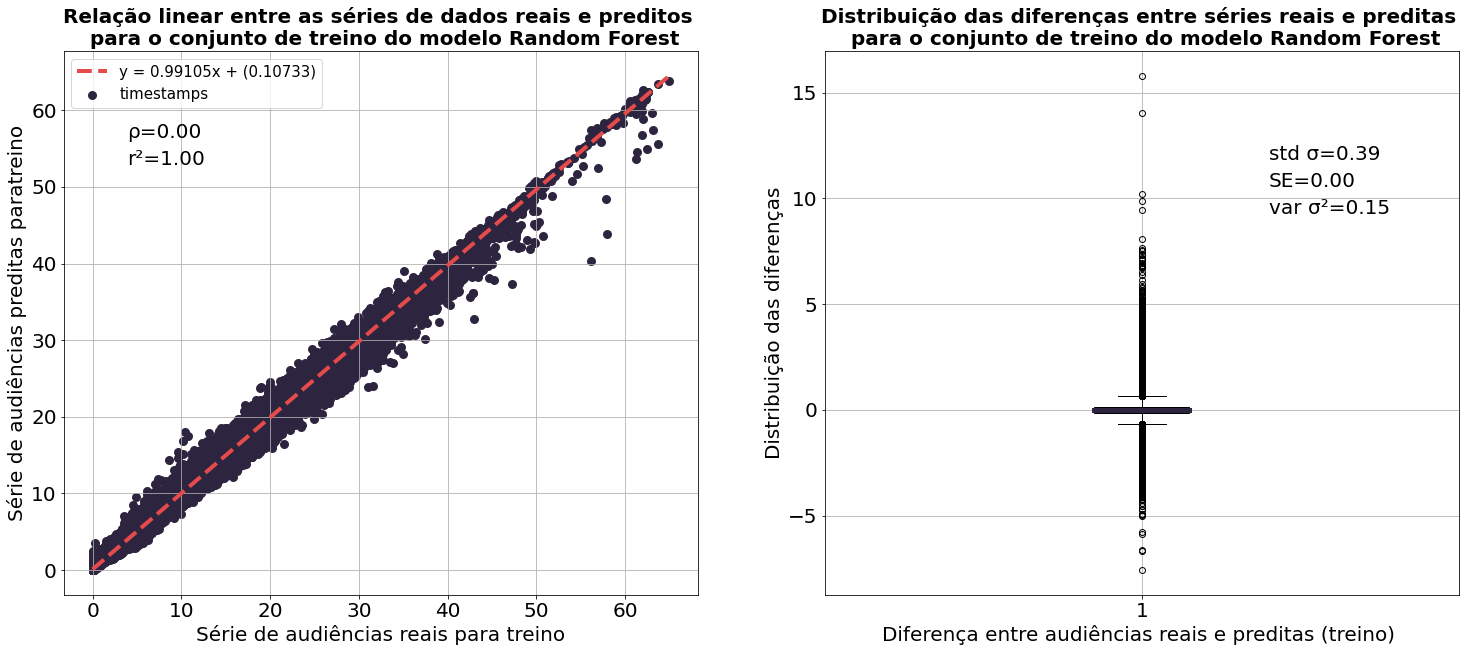 Relação linear entre as séries de dados reais e preditos
para o conjunto de treino do modelo Random Forest
y = 0.99105x + (0.10733)
timestamps
ρ=0.00
r²=1.00
60
50
40
30
20
10
0
Série de audiências preditas paratreino
0 10 20 30 40 50 60
Série de audiências reais para treino
Distribuição das diferenças entre séries reais e preditas
para o conjunto de treino do modelo Random Forest
std σ=0.39
SE=0.00
var σ²=0.15
15
10
5
0
−5
Distribuição das diferenças
1
Diferença entre audiências reais e preditas (treino)